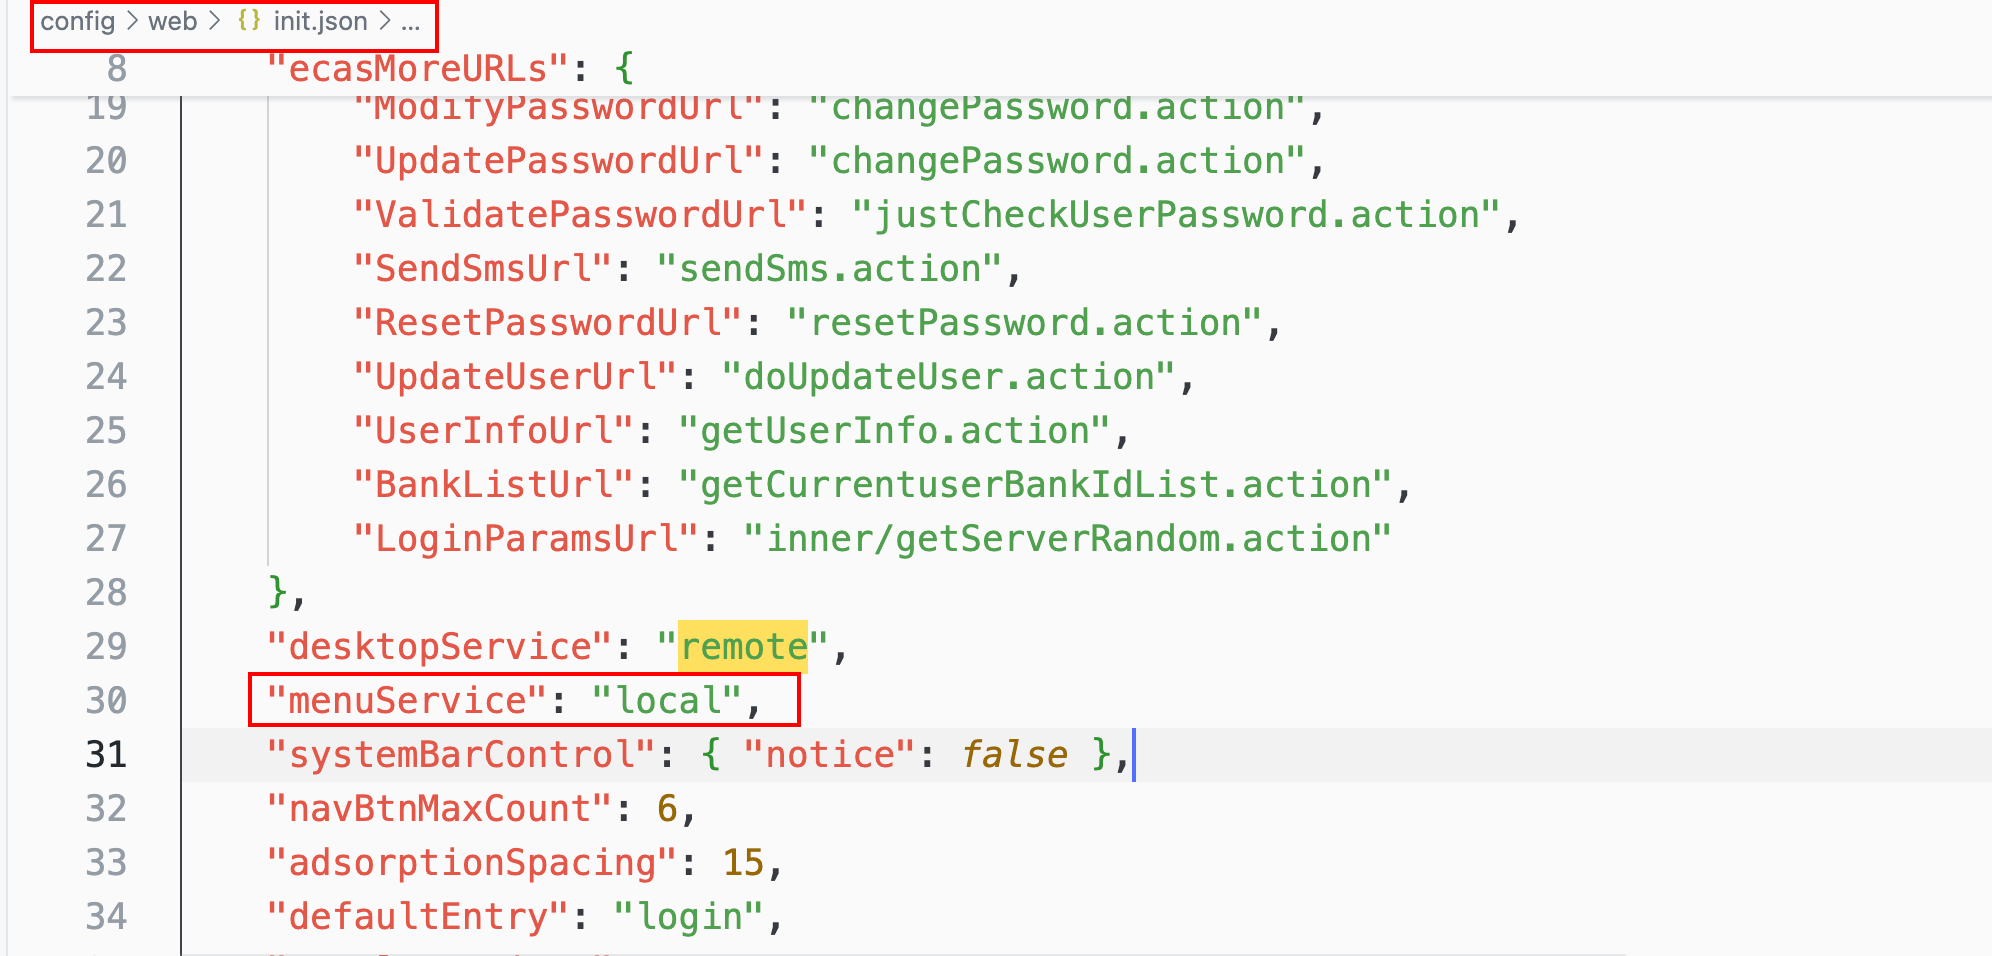 config > web > {} init.json > ...
8 "ecasMoreURLs": {
19 "ModifyPasswordUrl": "changePassword.action",
20 "UpdatePasswordUrl": "changePassword.action",
21 "ValidatePasswordUrl": "justCheckUserPassword.action",
22 "SendSmsUrl": "sendSms.action",
23 "ResetPasswordUrl": "resetPassword.action",
24 "UpdateUserUrl": "doUpdateUser.action",
25 "UserInfoUrl": "getUserInfo.action",
26 "BankListUrl": "getCurrentuserBankIdList.action",
27 "LoginParamsUrl": "inner/getServerRandom.action"
28 },
29 "desktopService": "remote",
30 "menuService": "local",
31 "systemBarControl": { "notice": false },
32 "navBtnMaxCount": 6,
33 "adsorptionSpacing": 15,
34 "defaultEntry": "login",